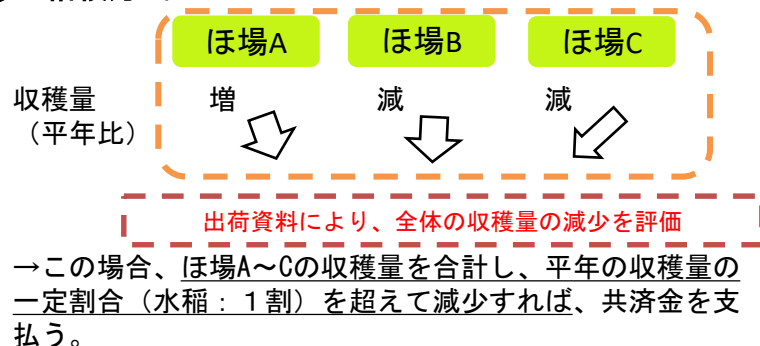 ほ場A ほ場B ほ場C
収穫量 増 減 減
（平年比）
出荷資料により、全体の収穫量の減少を評価
→この場合、ほ場A～Cの収穫量を合計し、平年の収穫量の
一定割合（水稲：１割）を超えて減少すれば、共済金を支
払う。